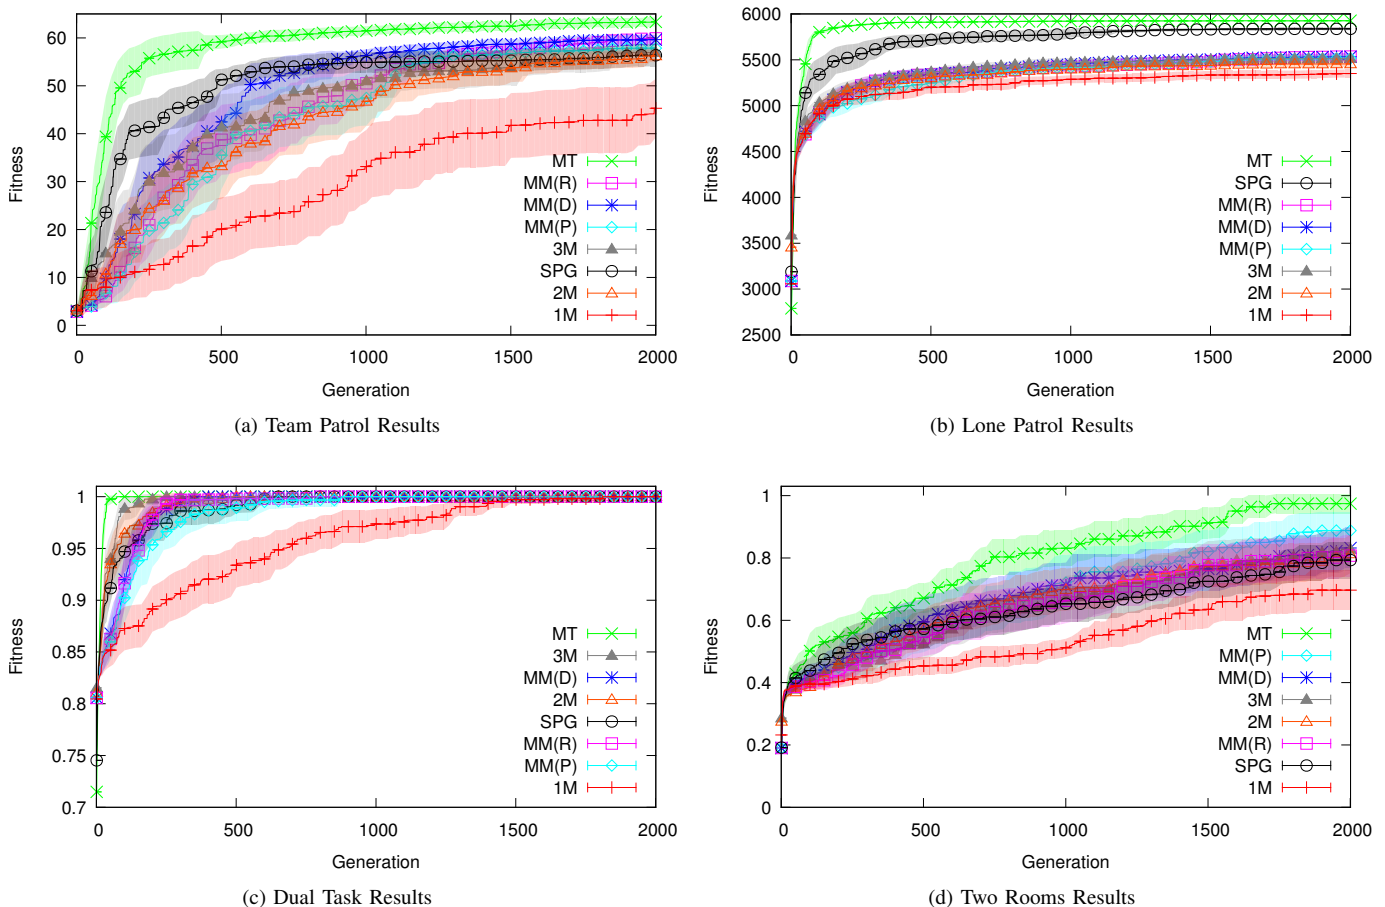 60
50
40
30
20
10
0
Fitness
MT
MM(R)
MM(D)
MM(P)
3M
SPG
2M
1M
0
500
1000
1500
2000
Generation
(a) Team Patrol Results
6000
5500
5000
4500
4000
3500
3000
2500
Fitness
MT
SPG
MM(R)
MM(D)
MM(P)
3M
2M
1M
0
500
1000
1500
2000
Generation
(b) Lone Patrol Results
1
0.95
0.9
0.85
0.8
0.75
0.7
Fitness
MT
3M
MM(D)
2M
SPG
MM(R)
MM(P)
1M
0
500
1000
1500
2000
Generation
(c) Dual Task Results
1
0.8
0.6
0.4
0.2
0
Fitness
MT
MM(P)
MM(D)
3M
2M
MM(R)
SPG
1M
0
500
1000
1500
2000
Generation
(d) Two Rooms Results